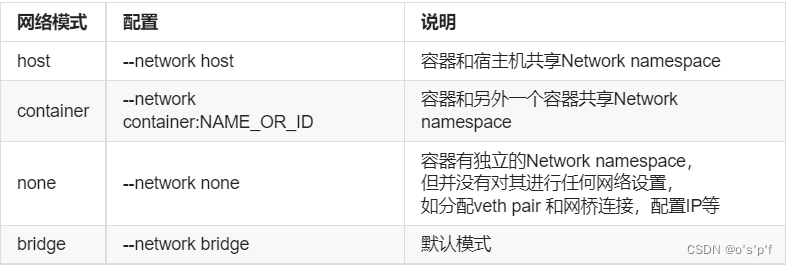 网络模式 配置 说明
host --network host 容器和宿主机共享Network namespace
container --network container:NAME_OR_ID 容器和另外一个容器共享Network namespace
none --network none 容器有独立的Network namespace，
但并没有对其进行任何网络设置，
如分配veth pair 和网桥连接，配置IP等
bridge --network bridge 默认模式
CSDN @o's'p'f